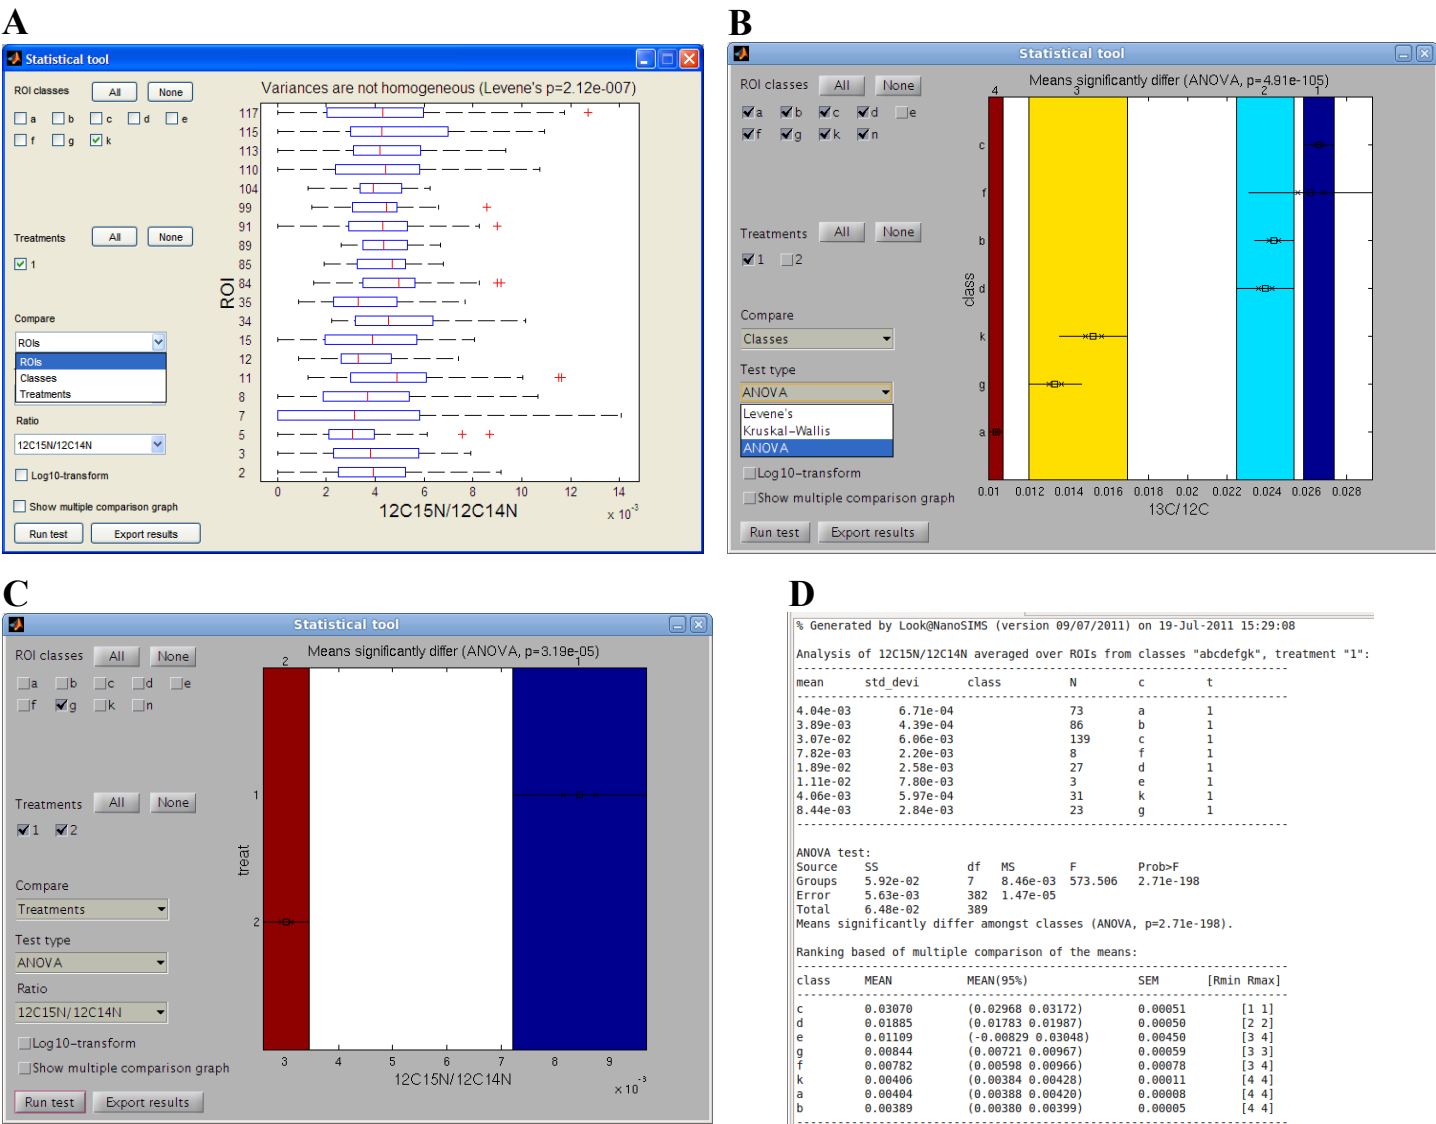 A
Statistical tool
ROI classes All None
a b c d e
f g k
Treatments All None
1
Compare
ROIs
ROIs
Classes
Treatments
Ratio
12C15N/12C14N
Log10-transform
Show multiple comparison graph
Run test Export results
Variances are not homogeneous (Levene's p=2.12e-007)
ROI
117
115
113
110
104
99
91
89
85
84
35
34
15
12
11
8
7
5
3
2
0 2 4 6 8 10 12 14
12C15N/12C14N
x 10^-3
B
Statistical tool
ROI classes All None
a b c d e
f g k n
Treatments All None
1 2
Compare
Classes
Test type
ANOVA
Levene's
Kruskal-Wallis
ANOVA
Log10-transform
Show multiple comparison graph
Run test Export results
Means significantly differ (ANOVA, p=4.91e-105)
4 3 2 1
class
c
f
b
d
k
g
a
0.01 0.012 0.014 0.016 0.018 0.02 0.022 0.024 0.026 0.028
13C/12C
C
Statistical tool
ROI classes All None
a b c d e
f g k n
Treatments All None
1 2
Compare
Treatments
Test type
ANOVA
Ratio
12C15N/12C14N
Log10-transform
Show multiple comparison graph
Run test Export results
Means significantly differ (ANOVA, p=3.19e-05)
2 1
treat
1
2
3 4 5 6 7 8 9
12C15N/12C14N
x 10^-3
D
% Generated by Look@NanoSIMS (version 09/07/2011) on 19-Jul-2011 15:29:08
Analysis of 12C15N/12C14N averaged over ROIs from classes "abcdefgk", treatment "1":
mean std_devi class N c t
4.04e-03 6.71e-04 73 a 1
3.89e-03 4.39e-04 86 b 1
3.07e-02 6.06e-03 139 c 1
7.82e-03 2.20e-03 8 f 1
1.89e-02 2.58e-03 27 d 1
1.11e-02 7.80e-03 3 e 1
4.06e-03 5.97e-04 31 k 1
8.44e-03 2.84e-03 23 g 1
ANOVA test:
Source SS df MS F Prob>F
Groups 5.92e-02 7 8.46e-03 573.506 2.71e-198
Error 5.63e-03 382 1.47e-05
Total 6.48e-02 389
Means significantly differ amongst classes (ANOVA, p=2.71e-198).
Ranking based of multiple comparison of the means:
class MEAN MEAN(95%) SEM [Rmin Rmax]
c 0.03070 (0.02968 0.03172) 0.00051 [1 1]
d 0.01885 (0.01783 0.01987) 0.00050 [2 2]
e 0.01109 (-0.00829 0.03048) 0.00450 [3 4]
g 0.00844 (0.00721 0.00967) 0.00059 [3 3]
f 0.00782 (0.00598 0.00966) 0.00078 [3 4]
k 0.00406 (0.00384 0.00428) 0.00011 [4 4]
a 0.00404 (0.00388 0.00420) 0.00008 [4 4]
b 0.00389 (0.00380 0.00399) 0.00005 [4 4]